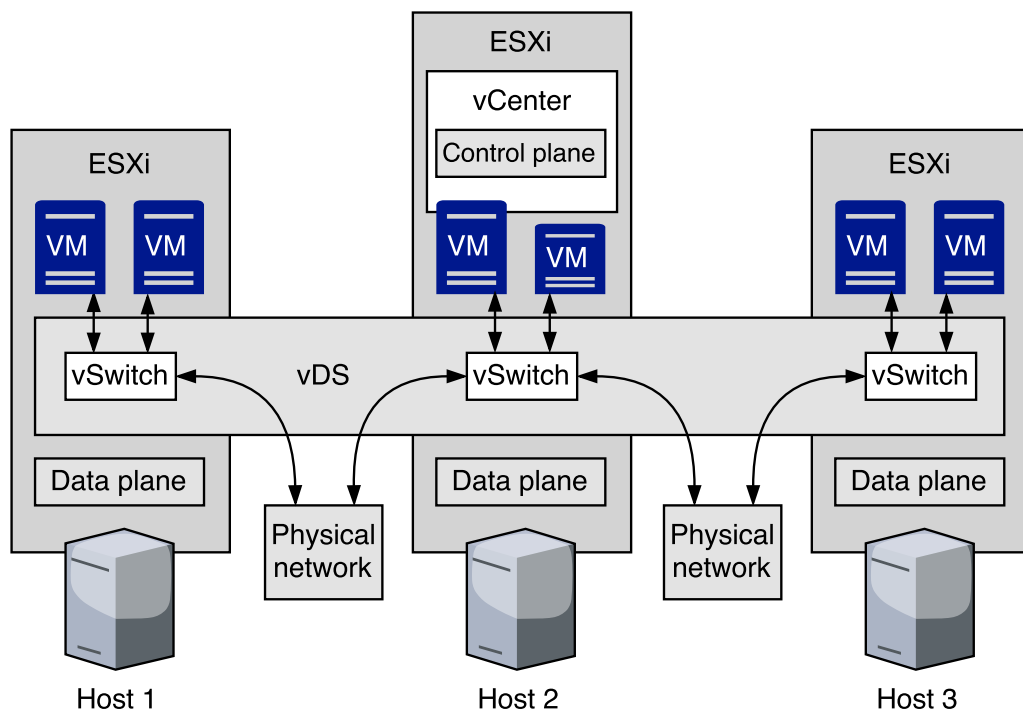 ESXi
vCenter
Control plane
ESXi
ESXi
VM
VM
VM
VM
VM
VM
vSwitch
vDS
vSwitch
vSwitch
Data plane
Data plane
Data plane
Physical
network
Physical
network
Host 1
Host 2
Host 3